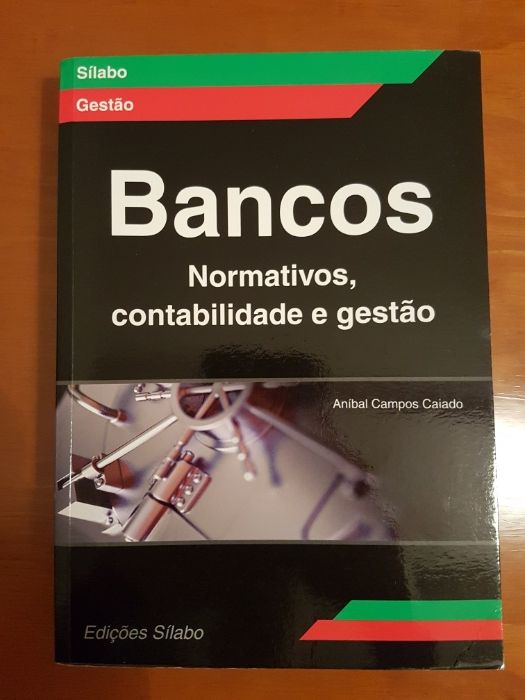 Sílabo
Gestão
Bancos
Normativos,
contabilidade e gestão
Aníbal Campos Caiado
Edições Sílabo